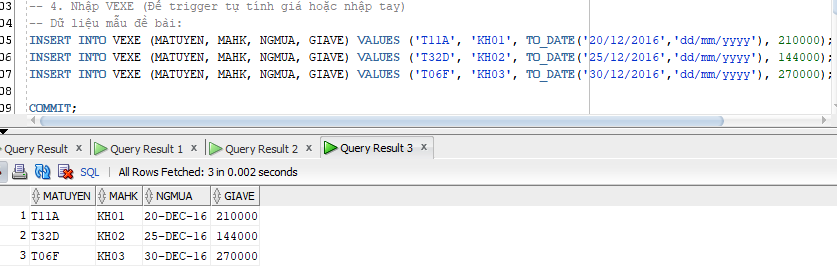 03
04 -- 4. Nhập VEXE (Để trigger tự tính giá hoặc nhập tay)
-- Dữ liệu mẫu đề bài:
05 INSERT INTO VEXE (MATUYEN, MAHK, NGMUA, GIAVE) VALUES ('T11A', 'KH01', TO_DATE('20/12/2016','dd/mm/yyyy'), 210000);
06 INSERT INTO VEXE (MATUYEN, MAHK, NGMUA, GIAVE) VALUES ('T32D', 'KH02', TO_DATE('25/12/2016','dd/mm/yyyy'), 144000);
07 INSERT INTO VEXE (MATUYEN, MAHK, NGMUA, GIAVE) VALUES ('T06F', 'KH03', TO_DATE('30/12/2016','dd/mm/yyyy'), 270000);
08
09 COMMIT;
Query Result x Query Result 1 x Query Result 2 x Query Result 3 x
SQL | All Rows Fetched: 3 in 0.002 seconds
MATUYEN MAHK NGMUA GIAVE
1 T11A KH01 20-DEC-16 210000
2 T32D KH02 25-DEC-16 144000
3 T06F KH03 30-DEC-16 270000